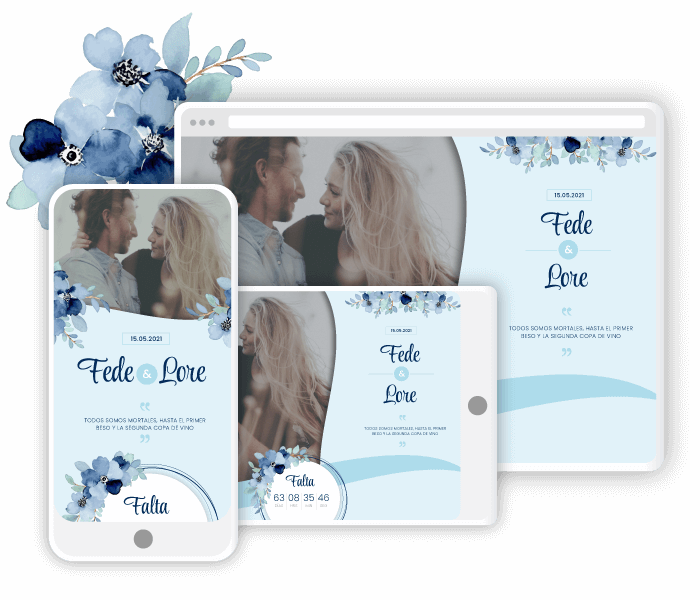 15.05.2021
Fede
&
Lore
"
TODOS SOMOS MORTALES, HASTA EL PRIMER
BESO Y LA SEGUNDA COPA DE VINO
"
15.05.2021
Fede & Lore
"
TODOS SOMOS MORTALES, HASTA EL PRIMER
BESO Y LA SEGUNDA COPA DE VINO
"
Falta
15.05.2021
Fede
&
Lore
"
TODOS SOMOS MORTALES, HASTA EL PRIMER
BESO Y LA SEGUNDA COPA DE VINO
"
Falta
63 08 35 46